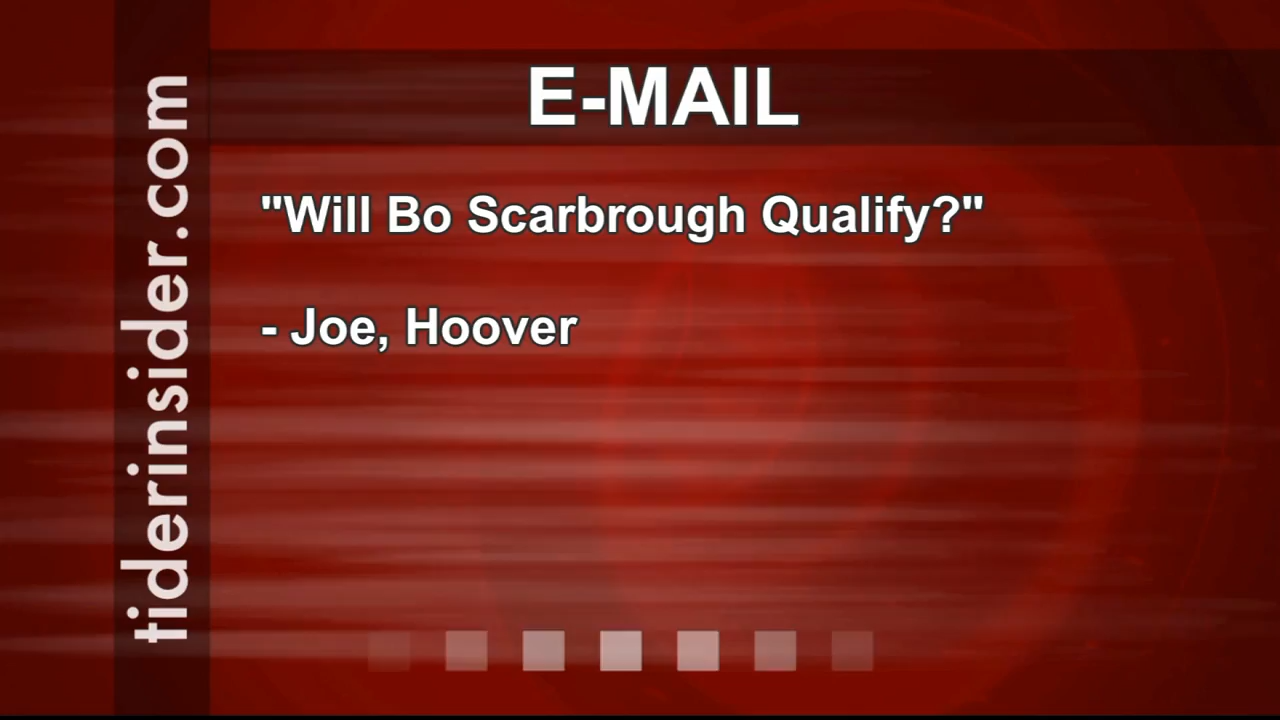 E-MAIL
"Will Bo Scarbrough Qualify?"
- Joe, Hoover
tiderinsider.com